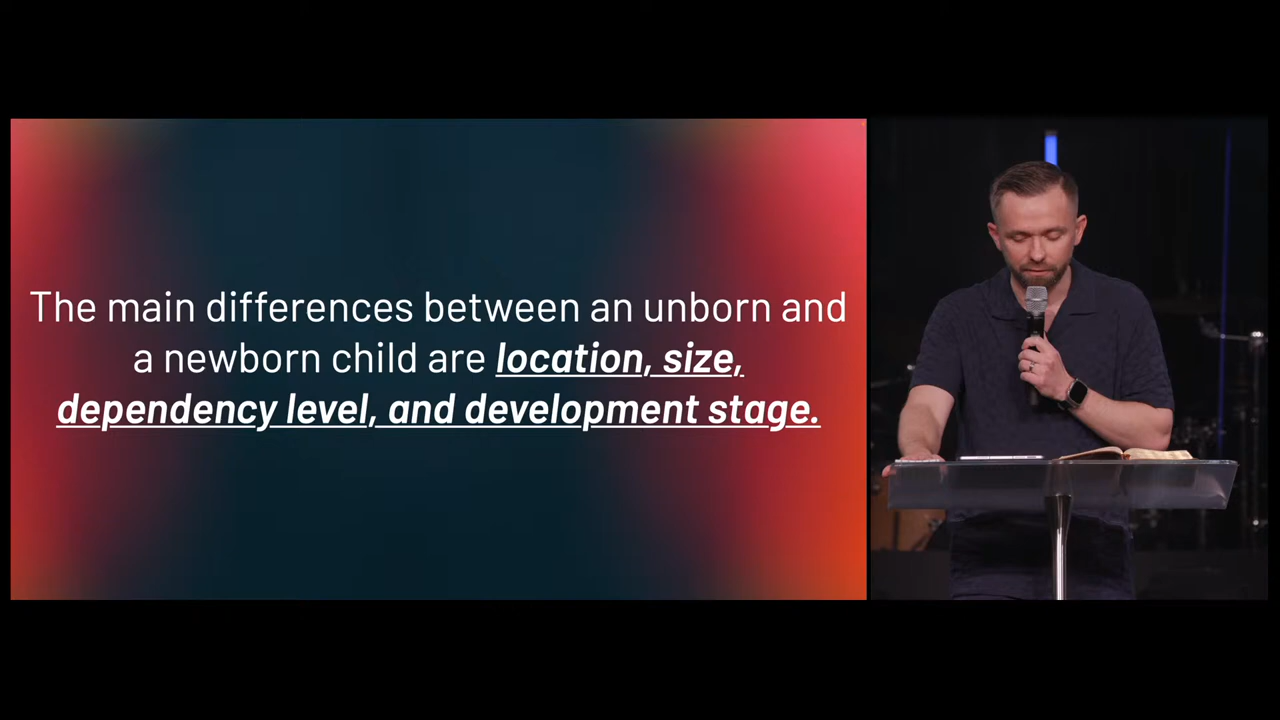 The main differences between an unborn and
a newborn child are location, size,
dependency level, and development stage.